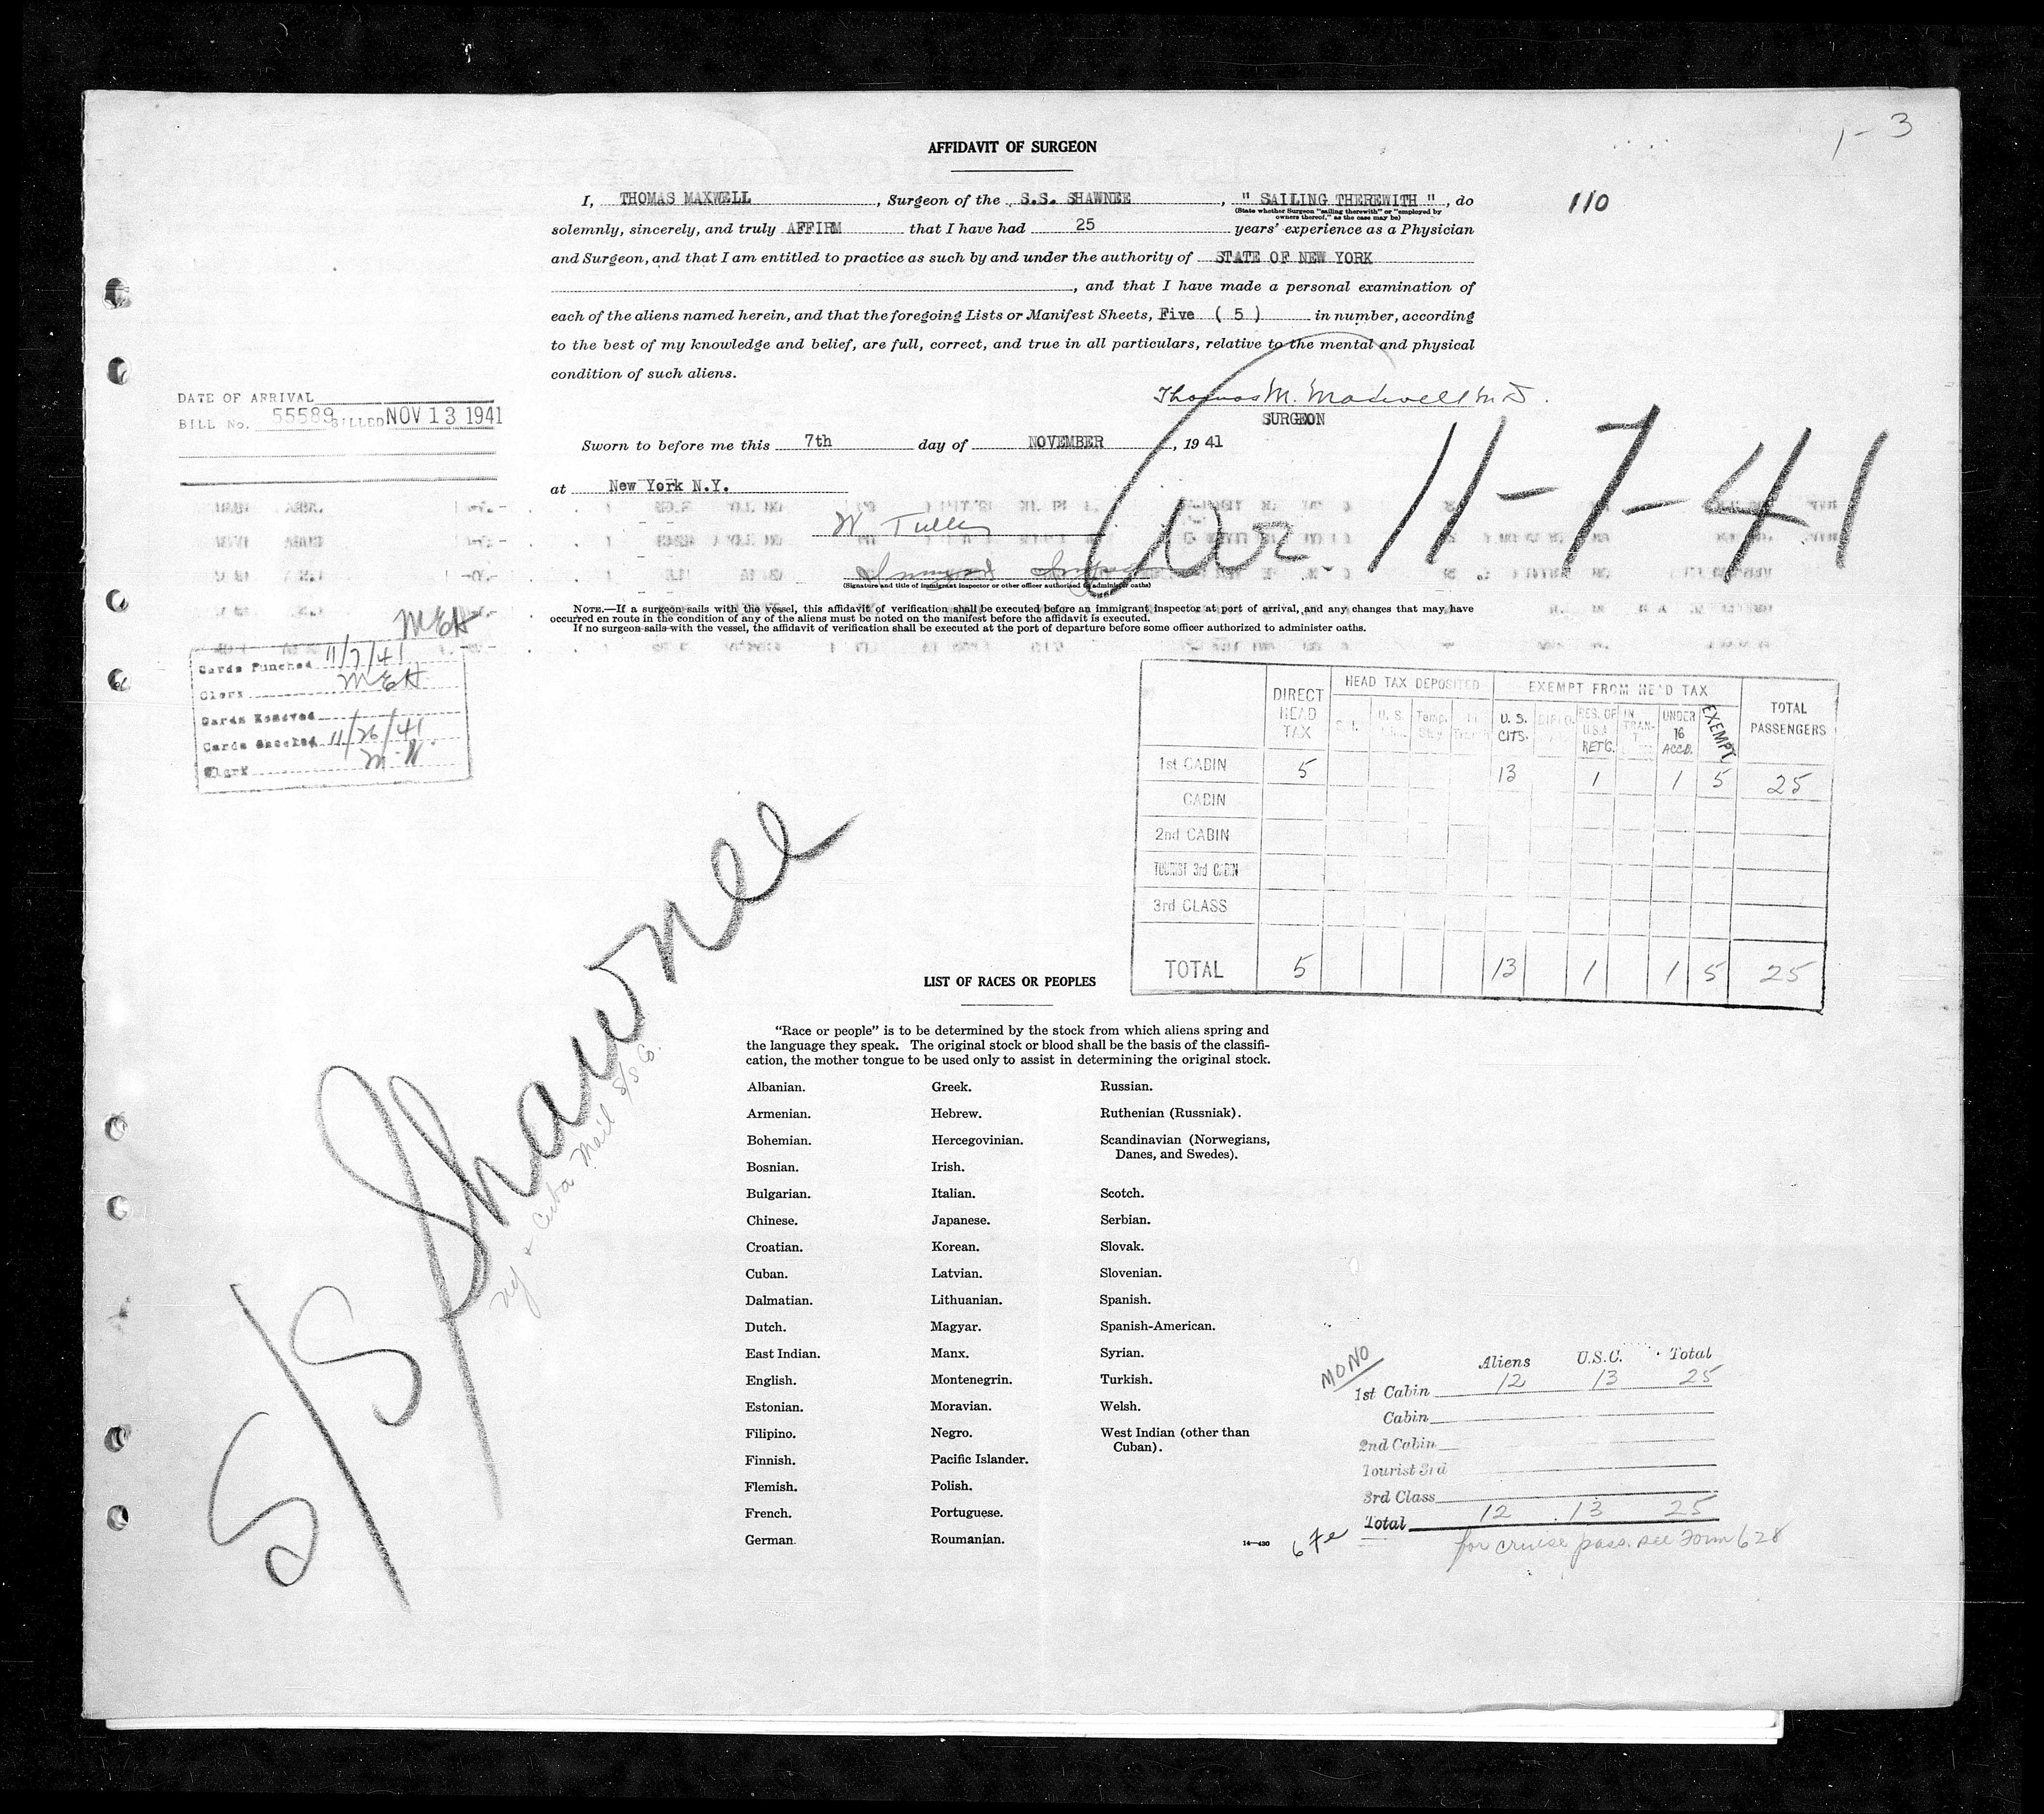 1-3
AFFIDAVIT OF SURGEON
110
I, THOMAS MAXWELL, Surgeon of the S.S. SHAWNEE, " SAILING THEREWITH ", do
(State whether Surgeon "sailing therewith" or "employed by
owners thereof," as the case may be)
solemnly, sincerely, and truly AFFIRM that I have had 25 years' experience as a Physician
and Surgeon, and that I am entitled to practice as such by and under the authority of STATE OF NEW YORK
, and that I have made a personal examination of
each of the aliens named herein, and that the foregoing Lists or Manifest Sheets, Five ( 5 ) in number, according
to the best of my knowledge and belief, are full, correct, and true in all particulars, relative to the mental and physical
condition of such aliens.
Thomas M. Maxwell M.D.
SURGEON
DATE OF ARRIVAL
BILL No. 55589 BILLED NOV 13 1941
Sworn to before me this 7th day of NOVEMBER, 1941
at New York N.Y.
Arr. 11-7-41
W Tully
Immigrant Inspector
(Signature and title of immigrant inspector or other officer authorized to administer oaths)
NOTE.—If a surgeon sails with the vessel, this affidavit of verification shall be executed before an immigrant inspector at port of arrival, and any changes that may have
occurred en route in the condition of any of the aliens must be noted on the manifest before the affidavit is executed.
If no surgeon sails with the vessel, the affidavit of verification shall be executed at the port of departure before some officer authorized to administer oaths.
MEH
Cards Punched 11/7/41
Clerk MEH
Cards Removed
Cards Checked 11/26/41
Clerk M.W.
DIRECT HEAD TAX
HEAD TAX DEPOSITED
EXEMPT FROM HEAD TAX
TOTAL PASSENGERS
U.S. CITS. RES. OF U.S.A RET'G. IN TRAN- UNDER 16 ACCD. EXEMPT
1st CABIN 5 13 1 1 5 25
CABIN
2nd CABIN
TOURIST 3rd CABIN
3rd CLASS
TOTAL 5 13 1 1 5 25
S/S Shawnee
NY & Cuba Mail S/S Co.
LIST OF RACES OR PEOPLES
"Race or people" is to be determined by the stock from which aliens spring and
the language they speak. The original stock or blood shall be the basis of the classifi-
cation, the mother tongue to be used only to assist in determining the original stock.
Albanian. Greek. Russian.
Armenian. Hebrew. Ruthenian (Russniak).
Bohemian. Hercegovinian. Scandinavian (Norwegians,
Danes, and Swedes).
Bosnian. Irish.
Bulgarian. Italian. Scotch.
Chinese. Japanese. Serbian.
Croatian. Korean. Slovak.
Cuban. Latvian. Slovenian.
Dalmatian. Lithuanian. Spanish.
Dutch. Magyar. Spanish-American.
East Indian. Manx. Syrian.
English. Montenegrin. Turkish.
Estonian. Moravian. Welsh.
Filipino. Negro. West Indian (other than
Cuban).
Finnish. Pacific Islander.
Flemish. Polish.
French. Portuguese.
German. Roumanian.
14—430
MONO
Aliens U.S.C. Total
1st Cabin 12 13 25
Cabin
2nd Cabin
Tourist 3rd
3rd Class
Total 12 13 25
for cruise pass. see Form 628